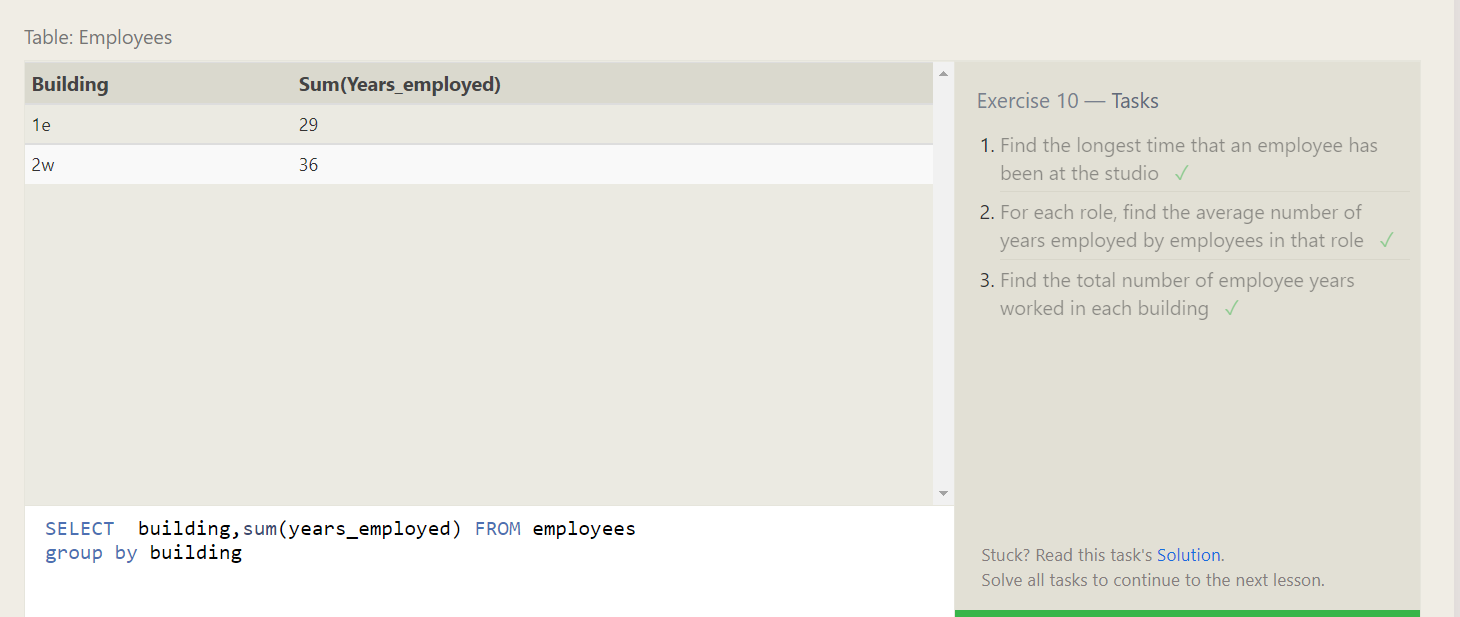 Table: Employees
Building Sum(Years_employed)
1e 29
2w 36
SELECT  building,sum(years_employed) FROM employees
group by building
Exercise 10 — Tasks
1. Find the longest time that an employee has
been at the studio ✓
2. For each role, find the average number of
years employed by employees in that role ✓
3. Find the total number of employee years
worked in each building ✓
Stuck? Read this task's Solution.
Solve all tasks to continue to the next lesson.